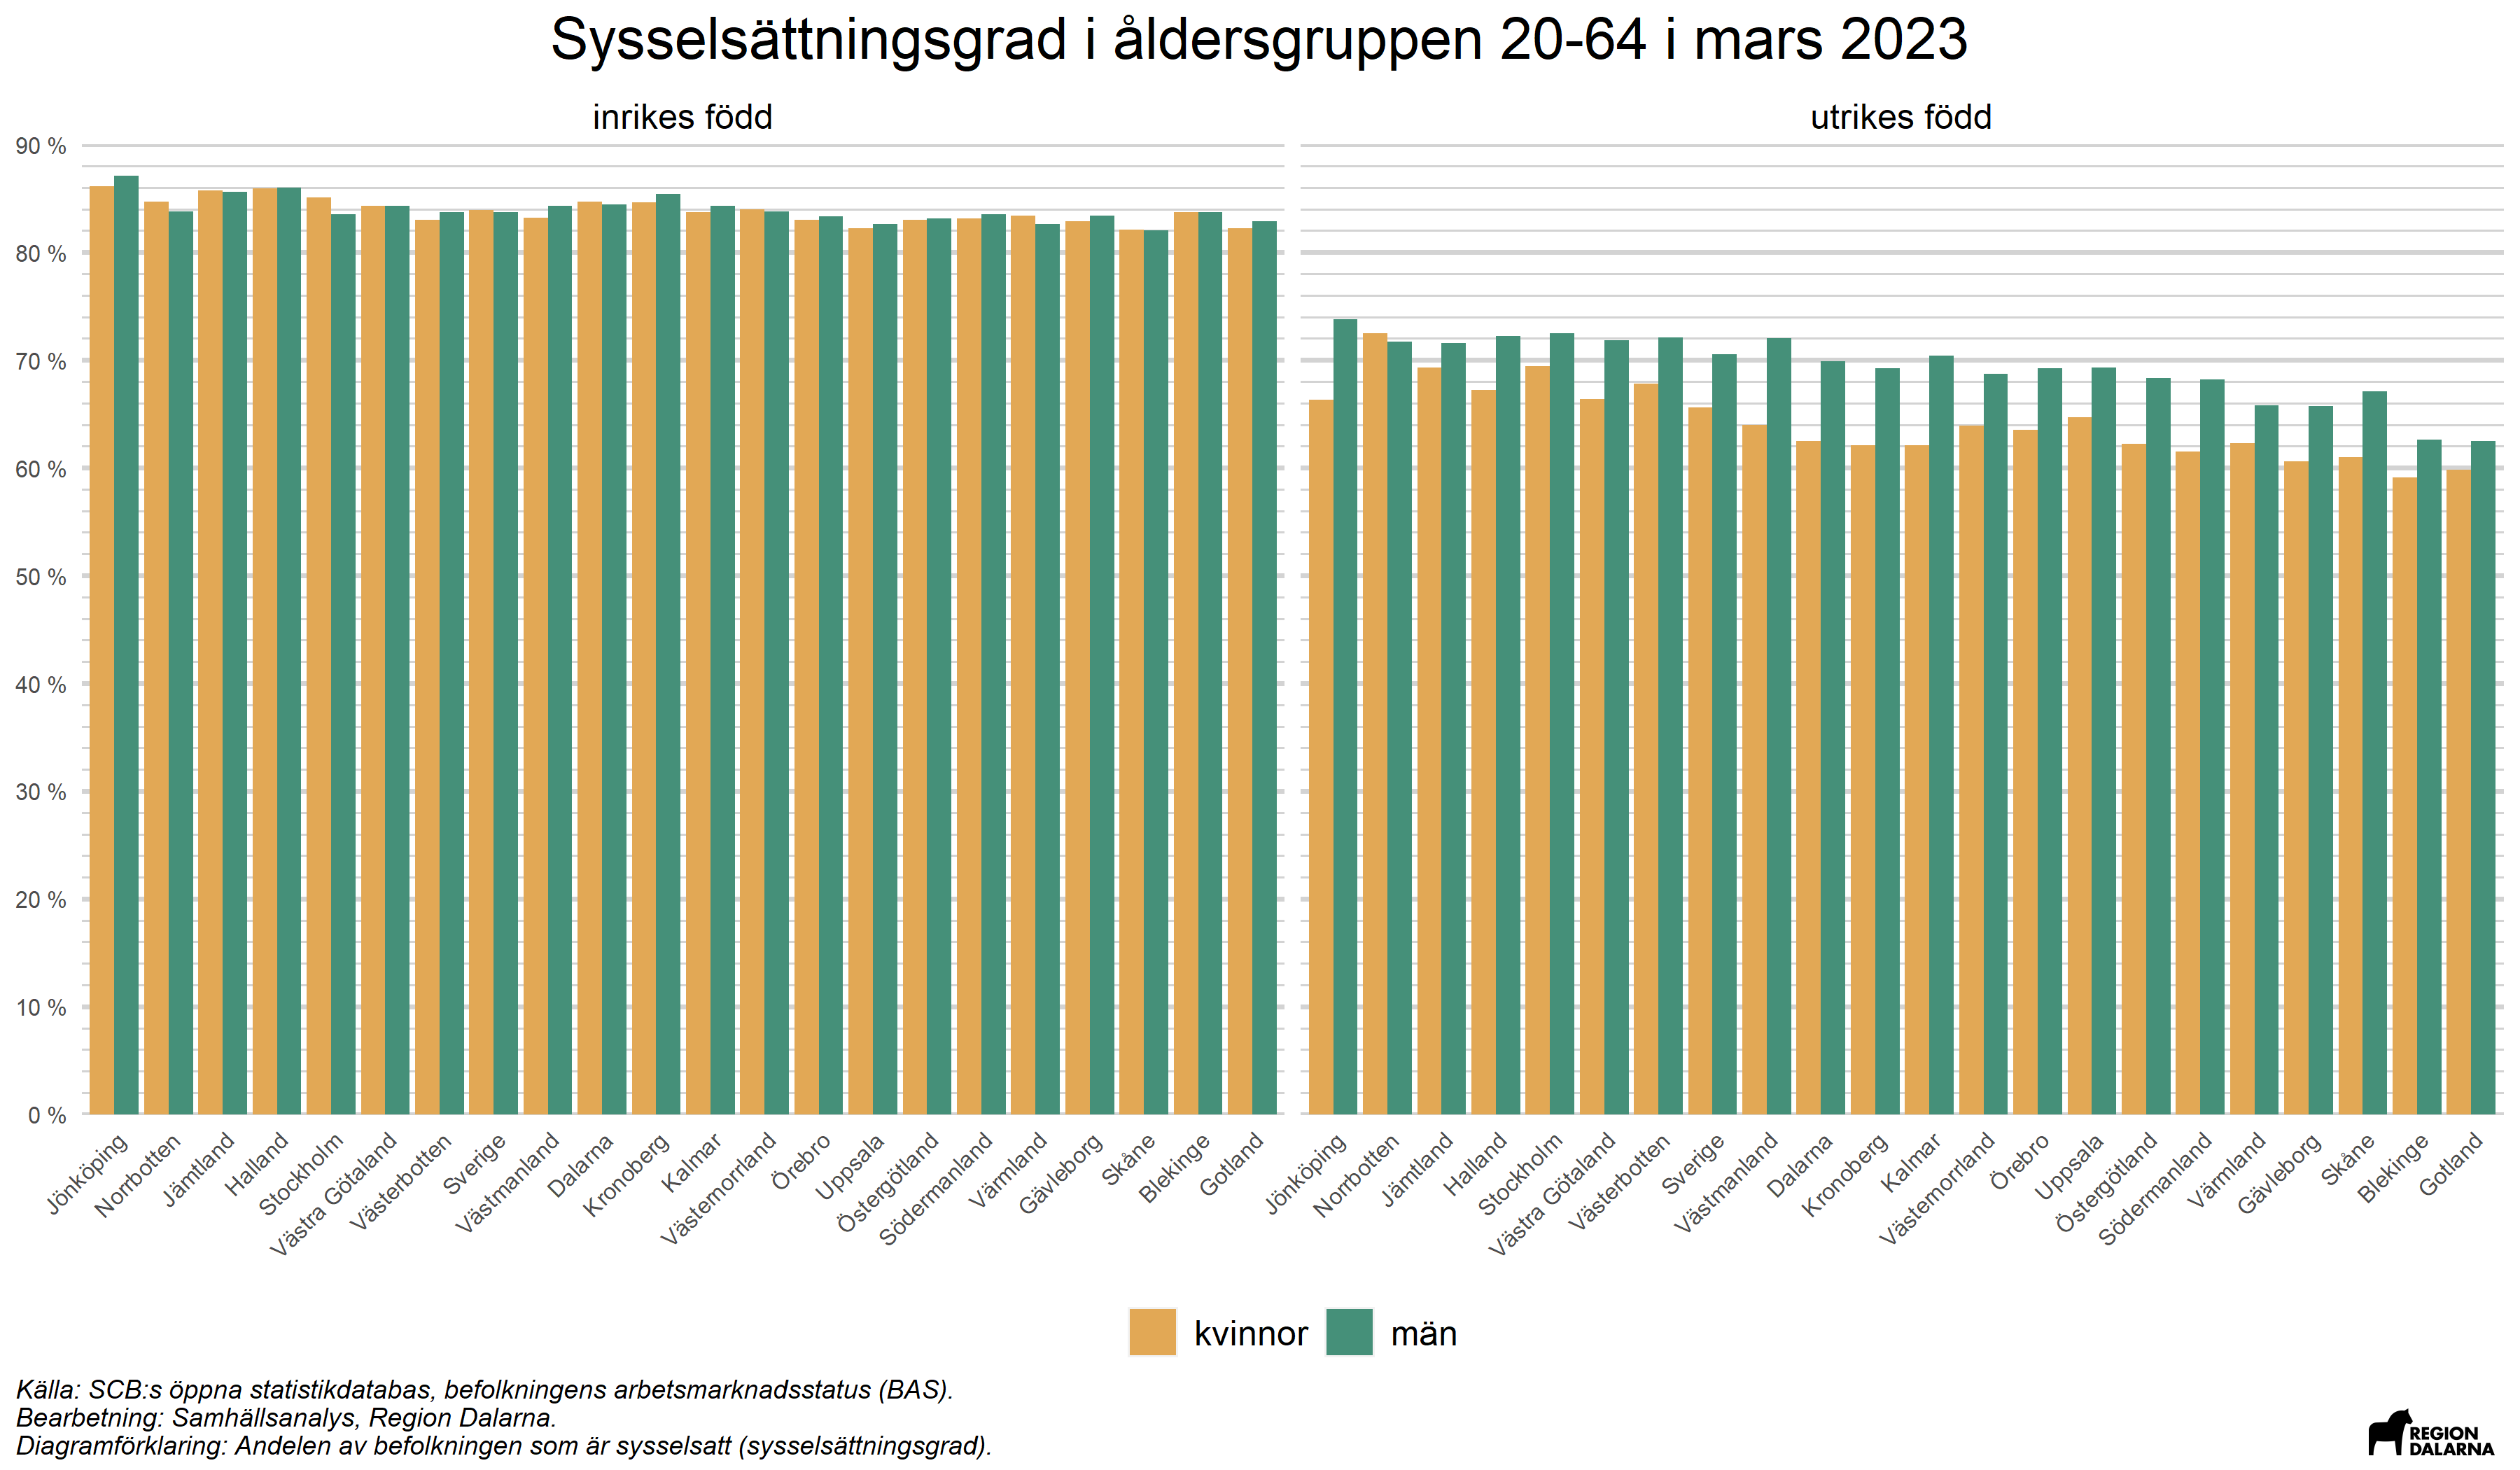 Sysselsättningsgrad i åldersgruppen 20-64 i mars 2023
inrikes född
utrikes född
90 %
80 %
70 %
60 %
50 %
40 %
30 %
20 %
10 %
0 %
Jönköping
Norrbotten
Jämtland
Halland
Stockholm
Västra Götaland
Västerbotten
Sverige
Västmanland
Dalarna
Kronoberg
Kalmar
Västernorrland
Örebro
Uppsala
Östergötland
Södermanland
Värmland
Gävleborg
Skåne
Blekinge
Gotland
Jönköping
Norrbotten
Jämtland
Halland
Stockholm
Västra Götaland
Västerbotten
Sverige
Västmanland
Dalarna
Kronoberg
Kalmar
Västernorrland
Örebro
Uppsala
Östergötland
Södermanland
Värmland
Gävleborg
Skåne
Blekinge
Gotland
kvinnor
män
Källa: SCB:s öppna statistikdatabas, befolkningens arbetsmarknadsstatus (BAS).
Bearbetning: Samhällsanalys, Region Dalarna.
Diagramförklaring: Andelen av befolkningen som är sysselsatt (sysselsättningsgrad).
REGION
DALARNA